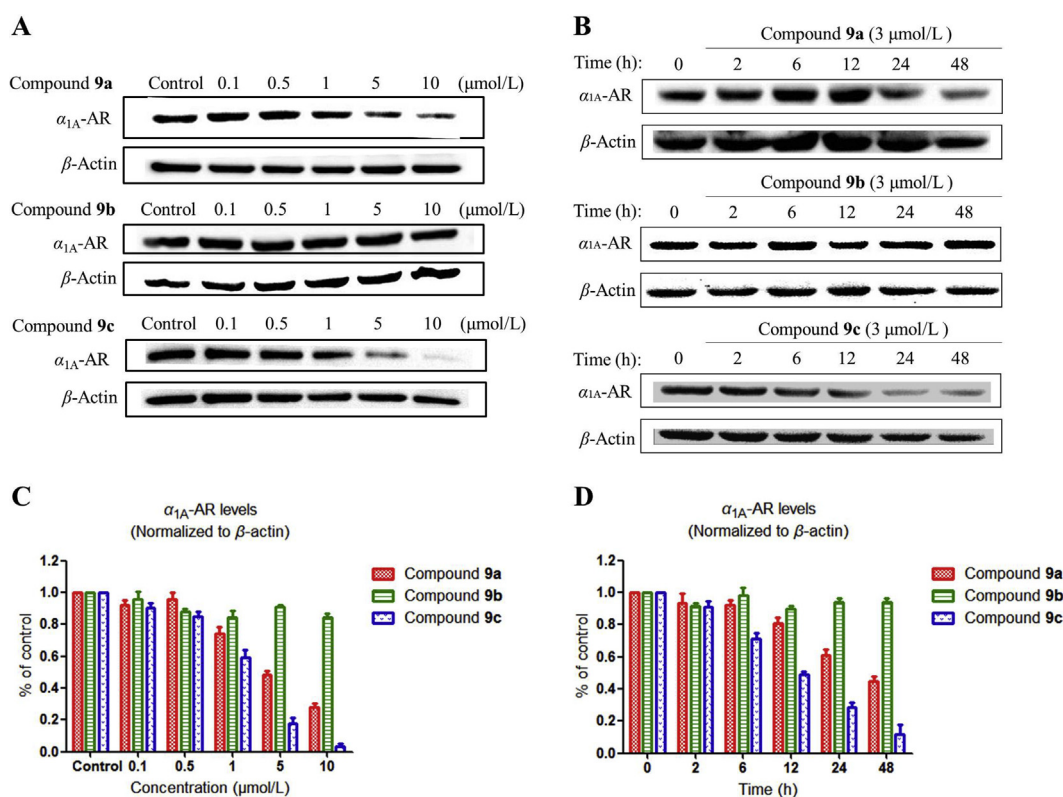 A
Compound 9a Control 0.1 0.5 1 5 10 (μmol/L)
α1A-AR
β-Actin
Compound 9b Control 0.1 0.5 1 5 10 (μmol/L)
α1A-AR
β-Actin
Compound 9c Control 0.1 0.5 1 5 10 (μmol/L)
α1A-AR
β-Actin
B
Compound 9a (3 μmol/L)
Time (h): 0 2 6 12 24 48
α1A-AR
β-Actin
Compound 9b (3 μmol/L)
Time (h): 0 2 6 12 24 48
α1A-AR
β-Actin
Compound 9c (3 μmol/L)
Time (h): 0 2 6 12 24 48
α1A-AR
β-Actin
C
α1A-AR levels
(Normalized to β-actin)
% of control
1.2
1.0
0.8
0.6
0.4
0.2
0.0
Control 0.1 0.5 1 5 10
Concentration (μmol/L)
Compound 9a
Compound 9b
Compound 9c
D
α1A-AR levels
(Normalized to β-actin)
% of control
1.2
1.0
0.8
0.6
0.4
0.2
0.0
0 2 6 12 24 48
Time (h)
Compound 9a
Compound 9b
Compound 9c